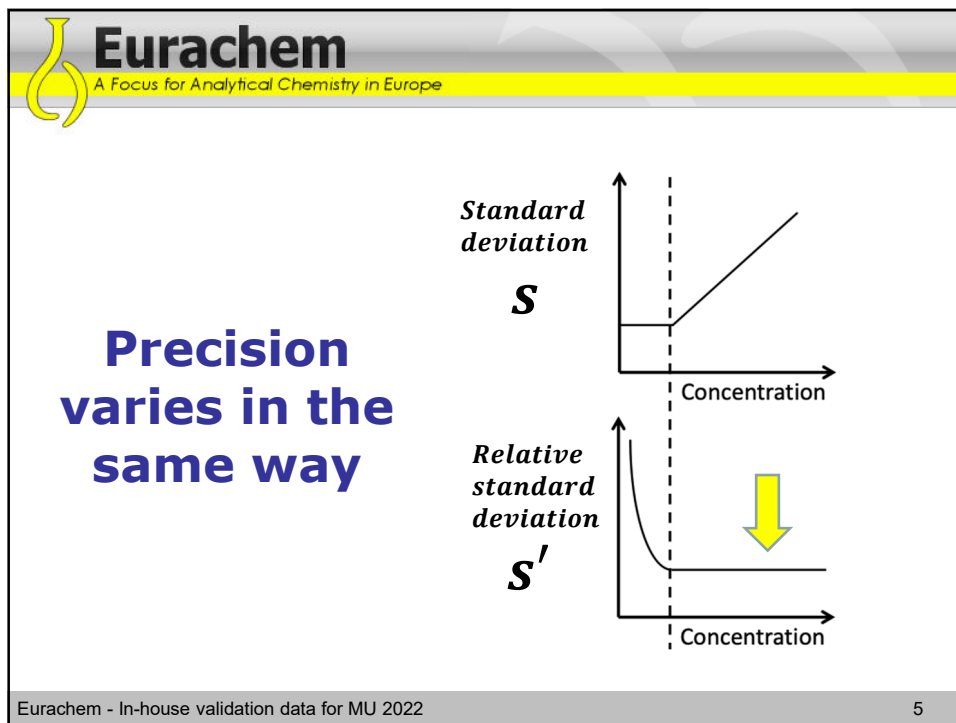 Eurachem
A Focus for Analytical Chemistry in Europe
Precision
varies in the
same way
Standard
deviation
s
Concentration
Relative
standard
deviation
s′
Concentration
Eurachem - In-house validation data for MU 2022
5